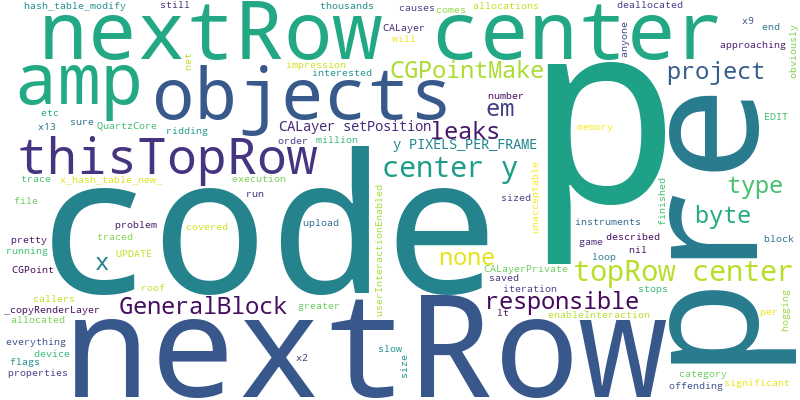 hash_table_modify
still
thousands
causes
comes
allocations
deallocated
nextRow center
CALayer
will
anyone
x9
end
approaching
obviously
net
impression
interested
amp
objects
CGPointMake
project
number
em
etc
x13
sure
QuartzCore
ridding
CALayer setPosition
leaks
memory
EDIT
p
pre
order
million
y PIXELS_PER_FRAME
thisTopRow
center y
type
trace
x_hash_table_new_
execution
run
sized
unacceptable
finished
byte
file
code
userInteractionEnabled
problem
traced
covered
upload
instruments
pretty
running
UPDATE
game
described
nil
block
none
CGPoint
x
CALayerPrivate
loop
topRow center
saved
iteration
stops
roof
callers
allocated
_copyRenderLayer
GeneralBlock
greater
responsible
lt
enableInteraction
per
hogging
nextRow
everything
device
flags
properties
x2
slow
size
category
offending
significant